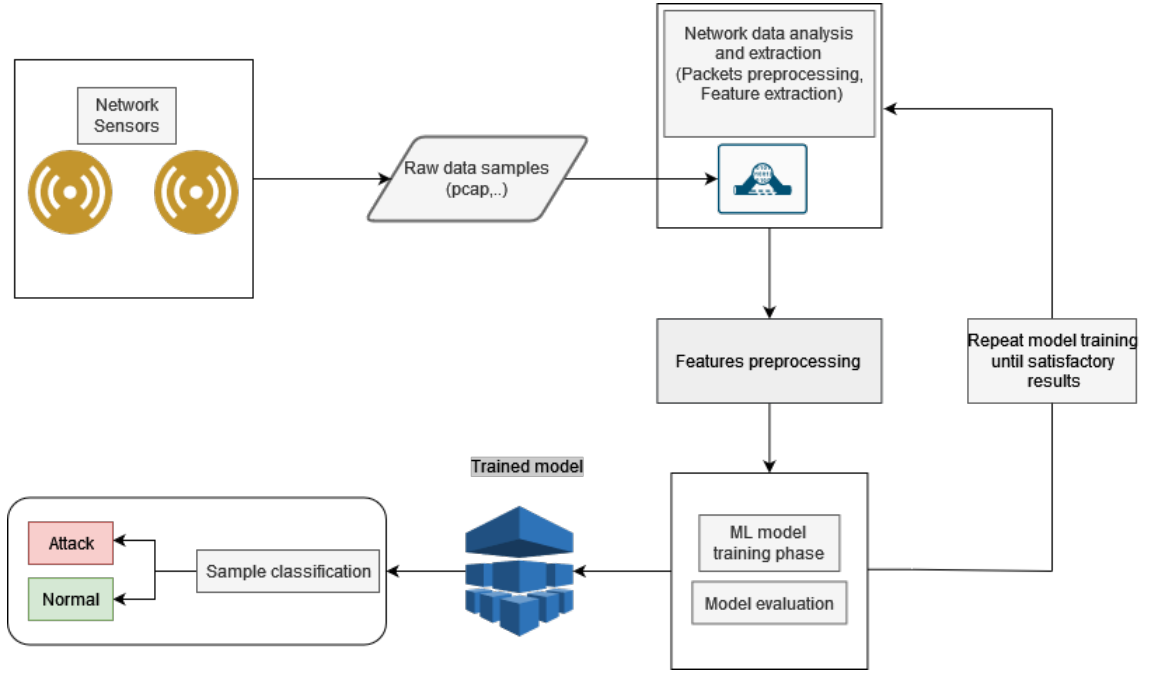 Network data analysis
and extraction
(Packets preprocessing,
Feature extraction)
Network
Sensors
Raw data samples
(pcap,..)
Features preprocessing
Repeat model training
until satisfactory
results
Trained model
ML model
training phase
Model evaluation
Sample classification
Attack
Normal